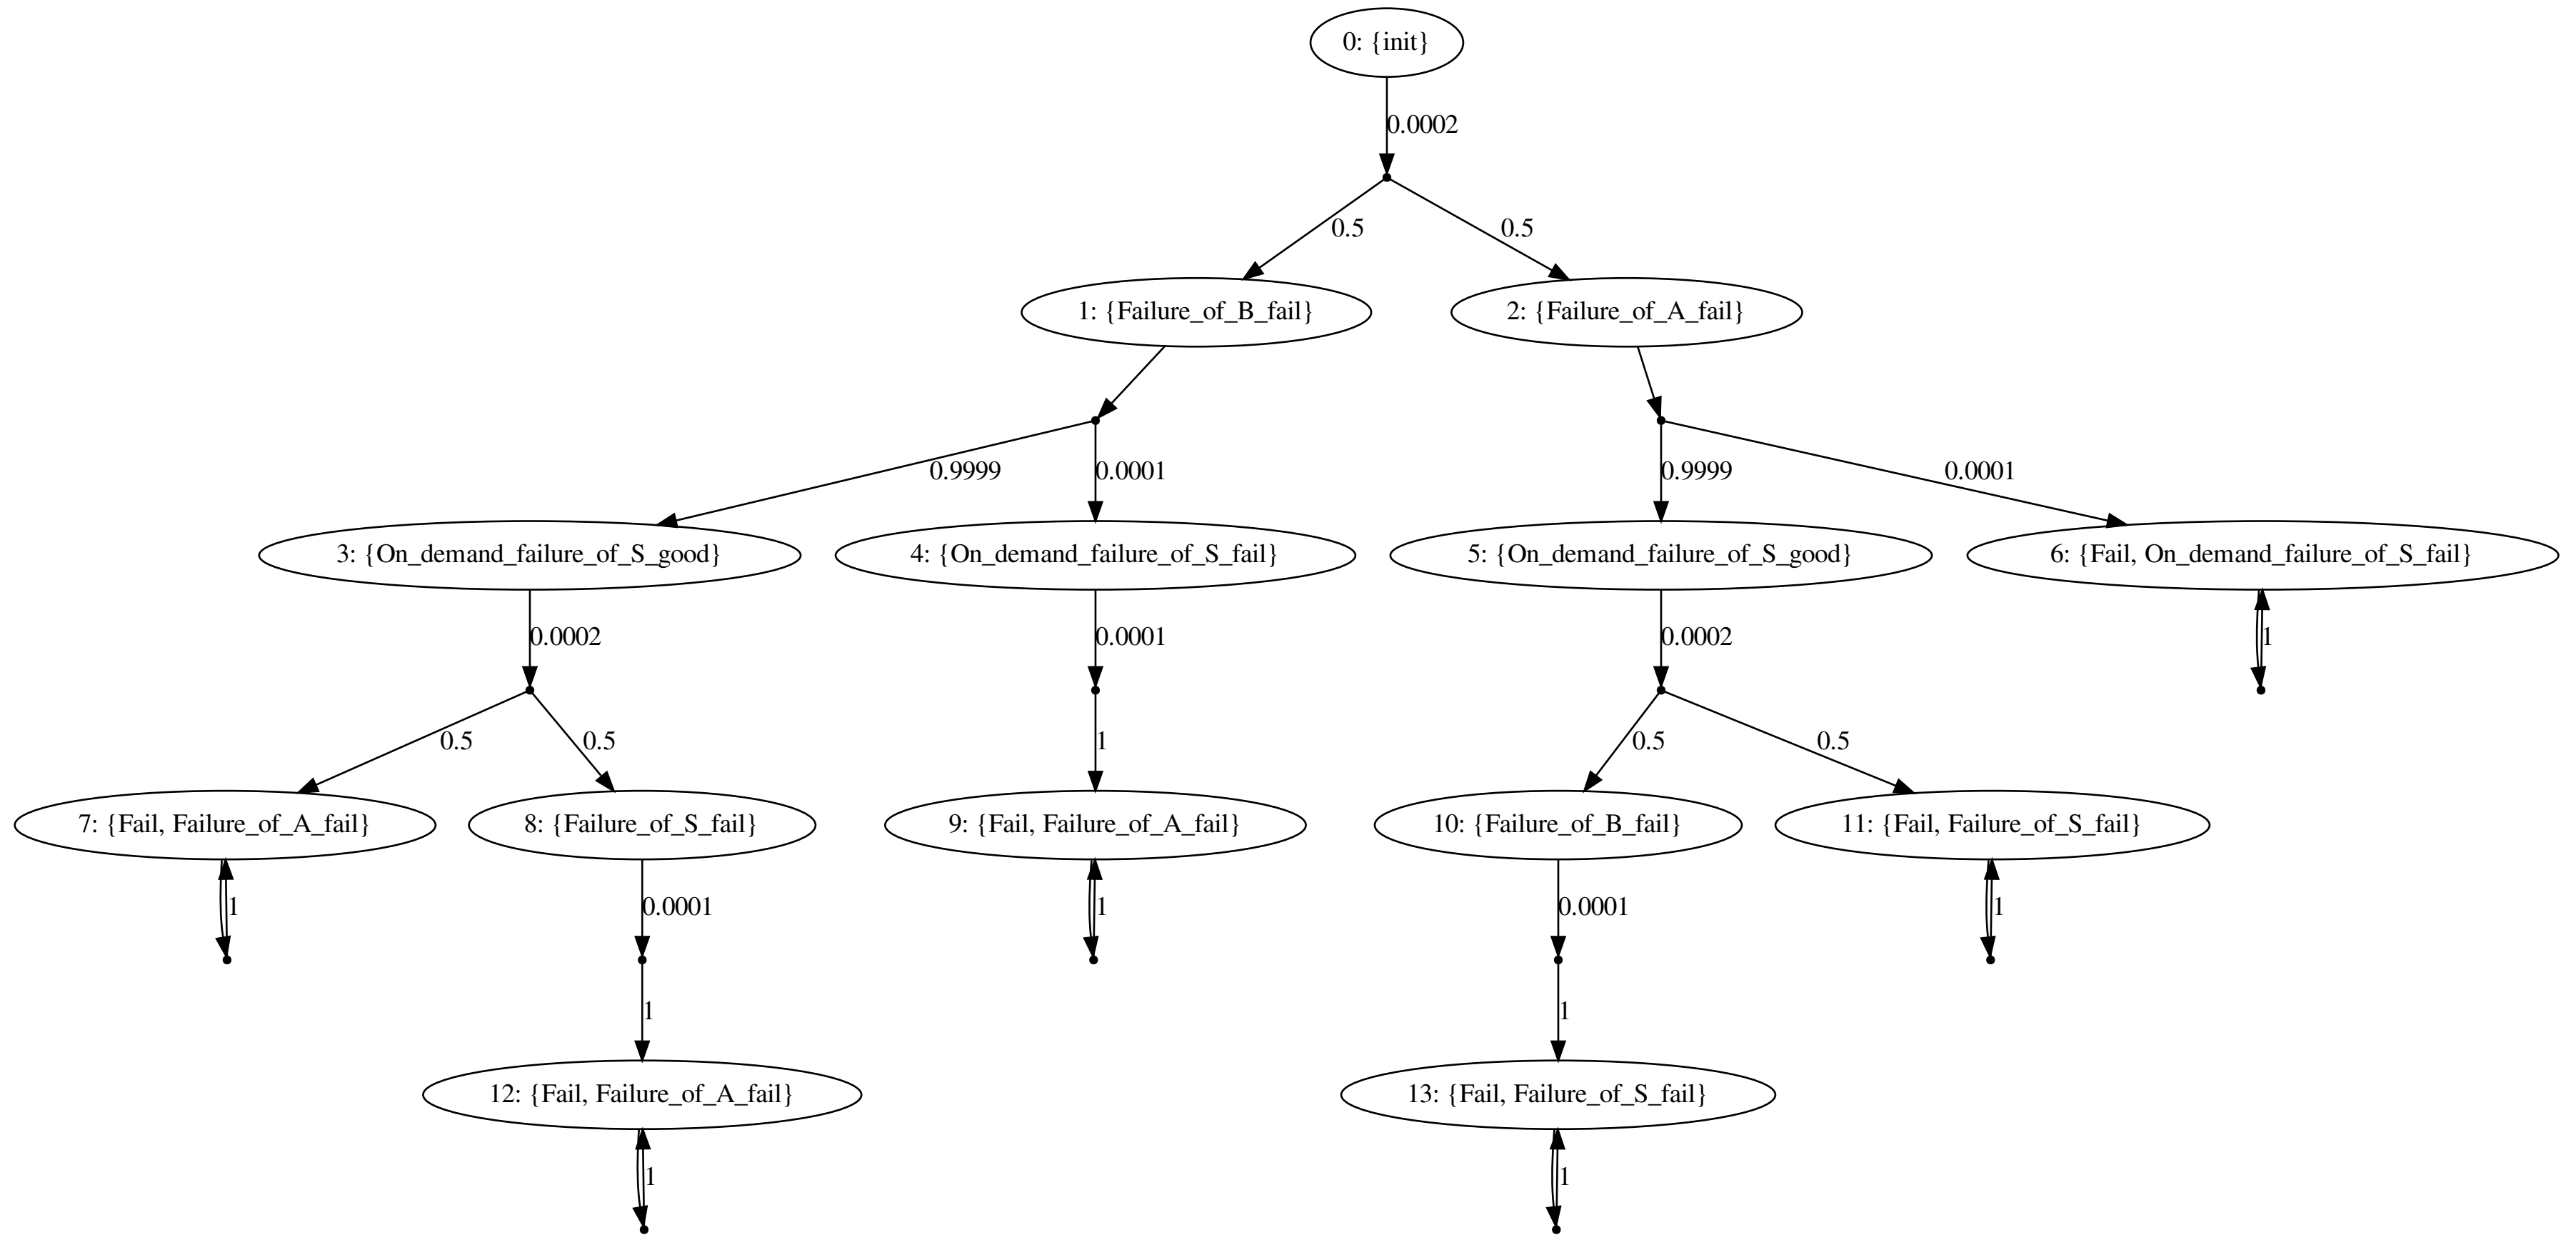 0: {init}
0.0002
0.5
0.5
1: {Failure_of_B_fail}
2: {Failure_of_A_fail}
0.9999
0.0001
0.9999
0.0001
3: {On_demand_failure_of_S_good}
4: {On_demand_failure_of_S_fail}
5: {On_demand_failure_of_S_good}
6: {Fail, On_demand_failure_of_S_fail}
0.0002
0.0001
0.0002
1
0.5
0.5
1
0.5
0.5
7: {Fail, Failure_of_A_fail}
8: {Failure_of_S_fail}
9: {Fail, Failure_of_A_fail}
10: {Failure_of_B_fail}
11: {Fail, Failure_of_S_fail}
1
0.0001
1
0.0001
1
1
1
12: {Fail, Failure_of_A_fail}
13: {Fail, Failure_of_S_fail}
1
1